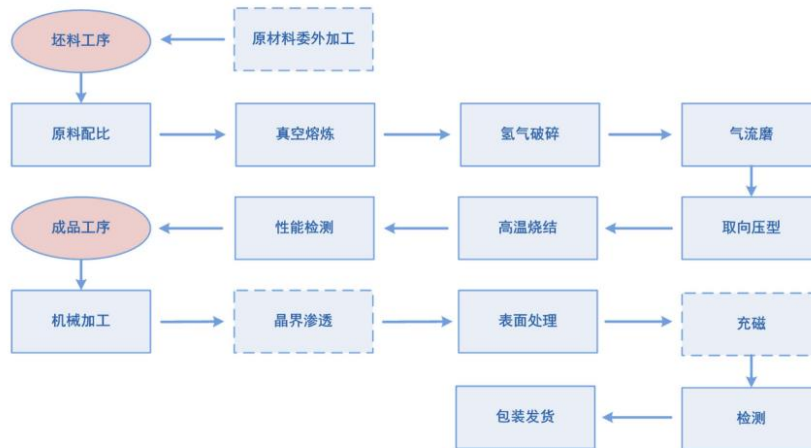 坯料工序
原材料委外加工
原料配比
真空熔炼
氢气破碎
气流磨
成品工序
性能检测
高温烧结
取向压型
机械加工
晶界渗透
表面处理
充磁
包装发货
检测